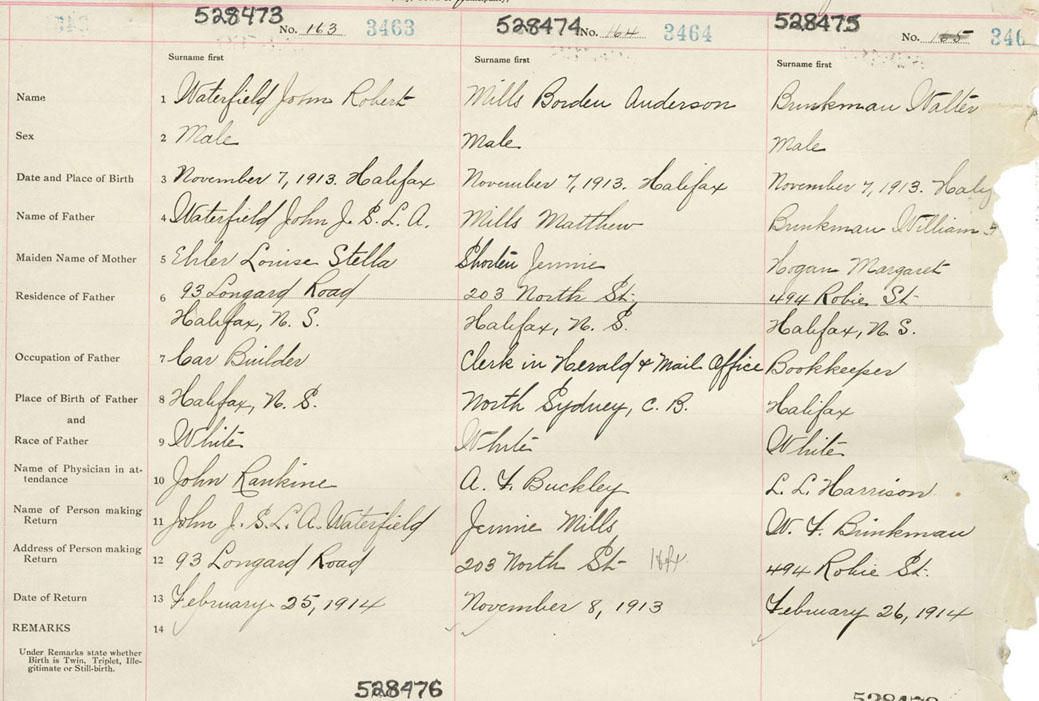 528473 528474 528475
No. 163 3463 No. 164 3464 No. 165 346
Surname first Surname first Surname first
Name 1 Waterfield John Robert Mills Borden Anderson Brinkman Walter
Sex 2 Male Male Male
Date and Place of Birth 3 November 7, 1913. Halifax November 7, 1913. Halifax November 7, 1913. Halif
Name of Father 4 Waterfield John J. S. L. A. Mills Matthew Brinkman William F
Maiden Name of Mother 5 Ehler Louise Stella Shorten Jennie Hogan Margaret
Residence of Father 6 93 Longard Road 203 North St. 494 Robie St.
Halifax, N. S. Halifax, N. S. Halifax, N. S.
Occupation of Father 7 Car Builder Clerk in Herald & Mail Office Bookkeeper
Place of Birth of Father 8 Halifax, N. S. North Sydney, C. B. Halifax
and
Race of Father 9 White White White
Name of Physician in at-
tendance 10 John Rankine A. F. Buckley L. L. Harrison
Name of Person making
Return 11 John J. S. L. A. Waterfield Jennie Mills W. F. Brinkman
Address of Person making
Return 12 93 Longard Road 203 North St. Hfx. 494 Robie St.
Date of Return 13 February 25, 1914 November 8, 1913 February 26, 1914
REMARKS 14
Under Remarks state whether
Birth is Twin, Triplet, Ille-
gitimate or Still-birth.
528476